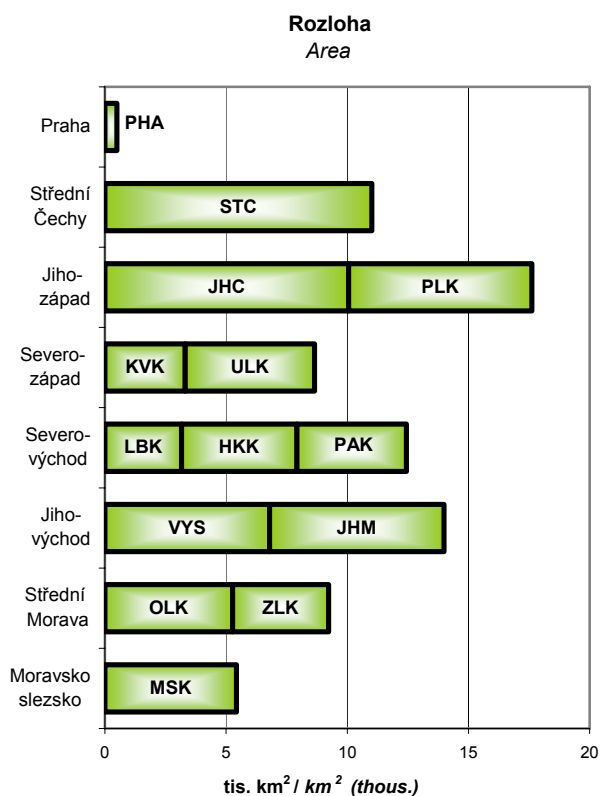 Rozloha
Area
Praha
PHA
Střední
Čechy
STC
Jiho-
západ
JHC PLK
Severo-
západ
KVK ULK
Severo-
východ
LBK HKK PAK
Jiho-
východ
VYS JHM
Střední
Morava
OLK ZLK
Moravsko
slezsko
MSK
0 5 10 15 20
tis. km² / km² (thous.)